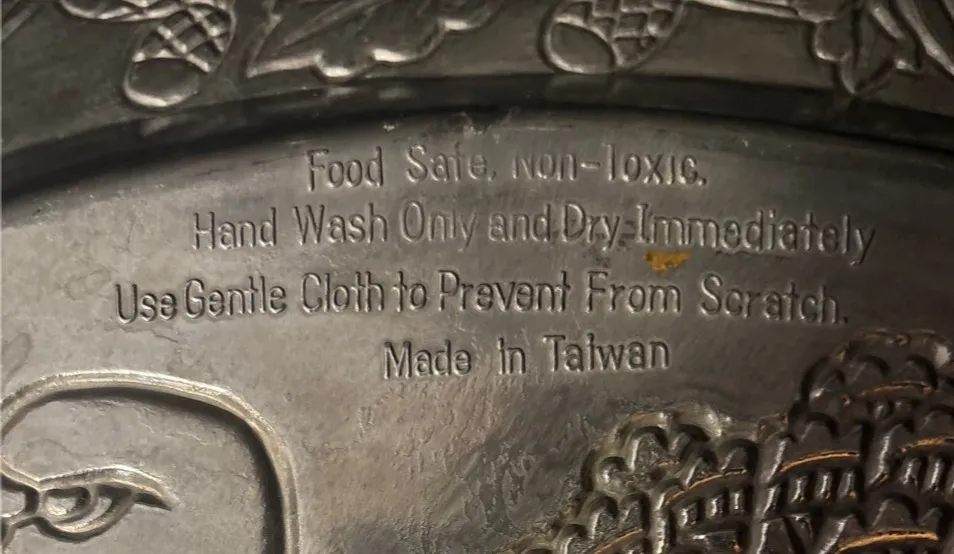 Food Safe, Non-Toxic.
Hand Wash Only and Dry-Immediately
Use Gentle Cloth to Prevent From Scratch.
Made in Taiwan